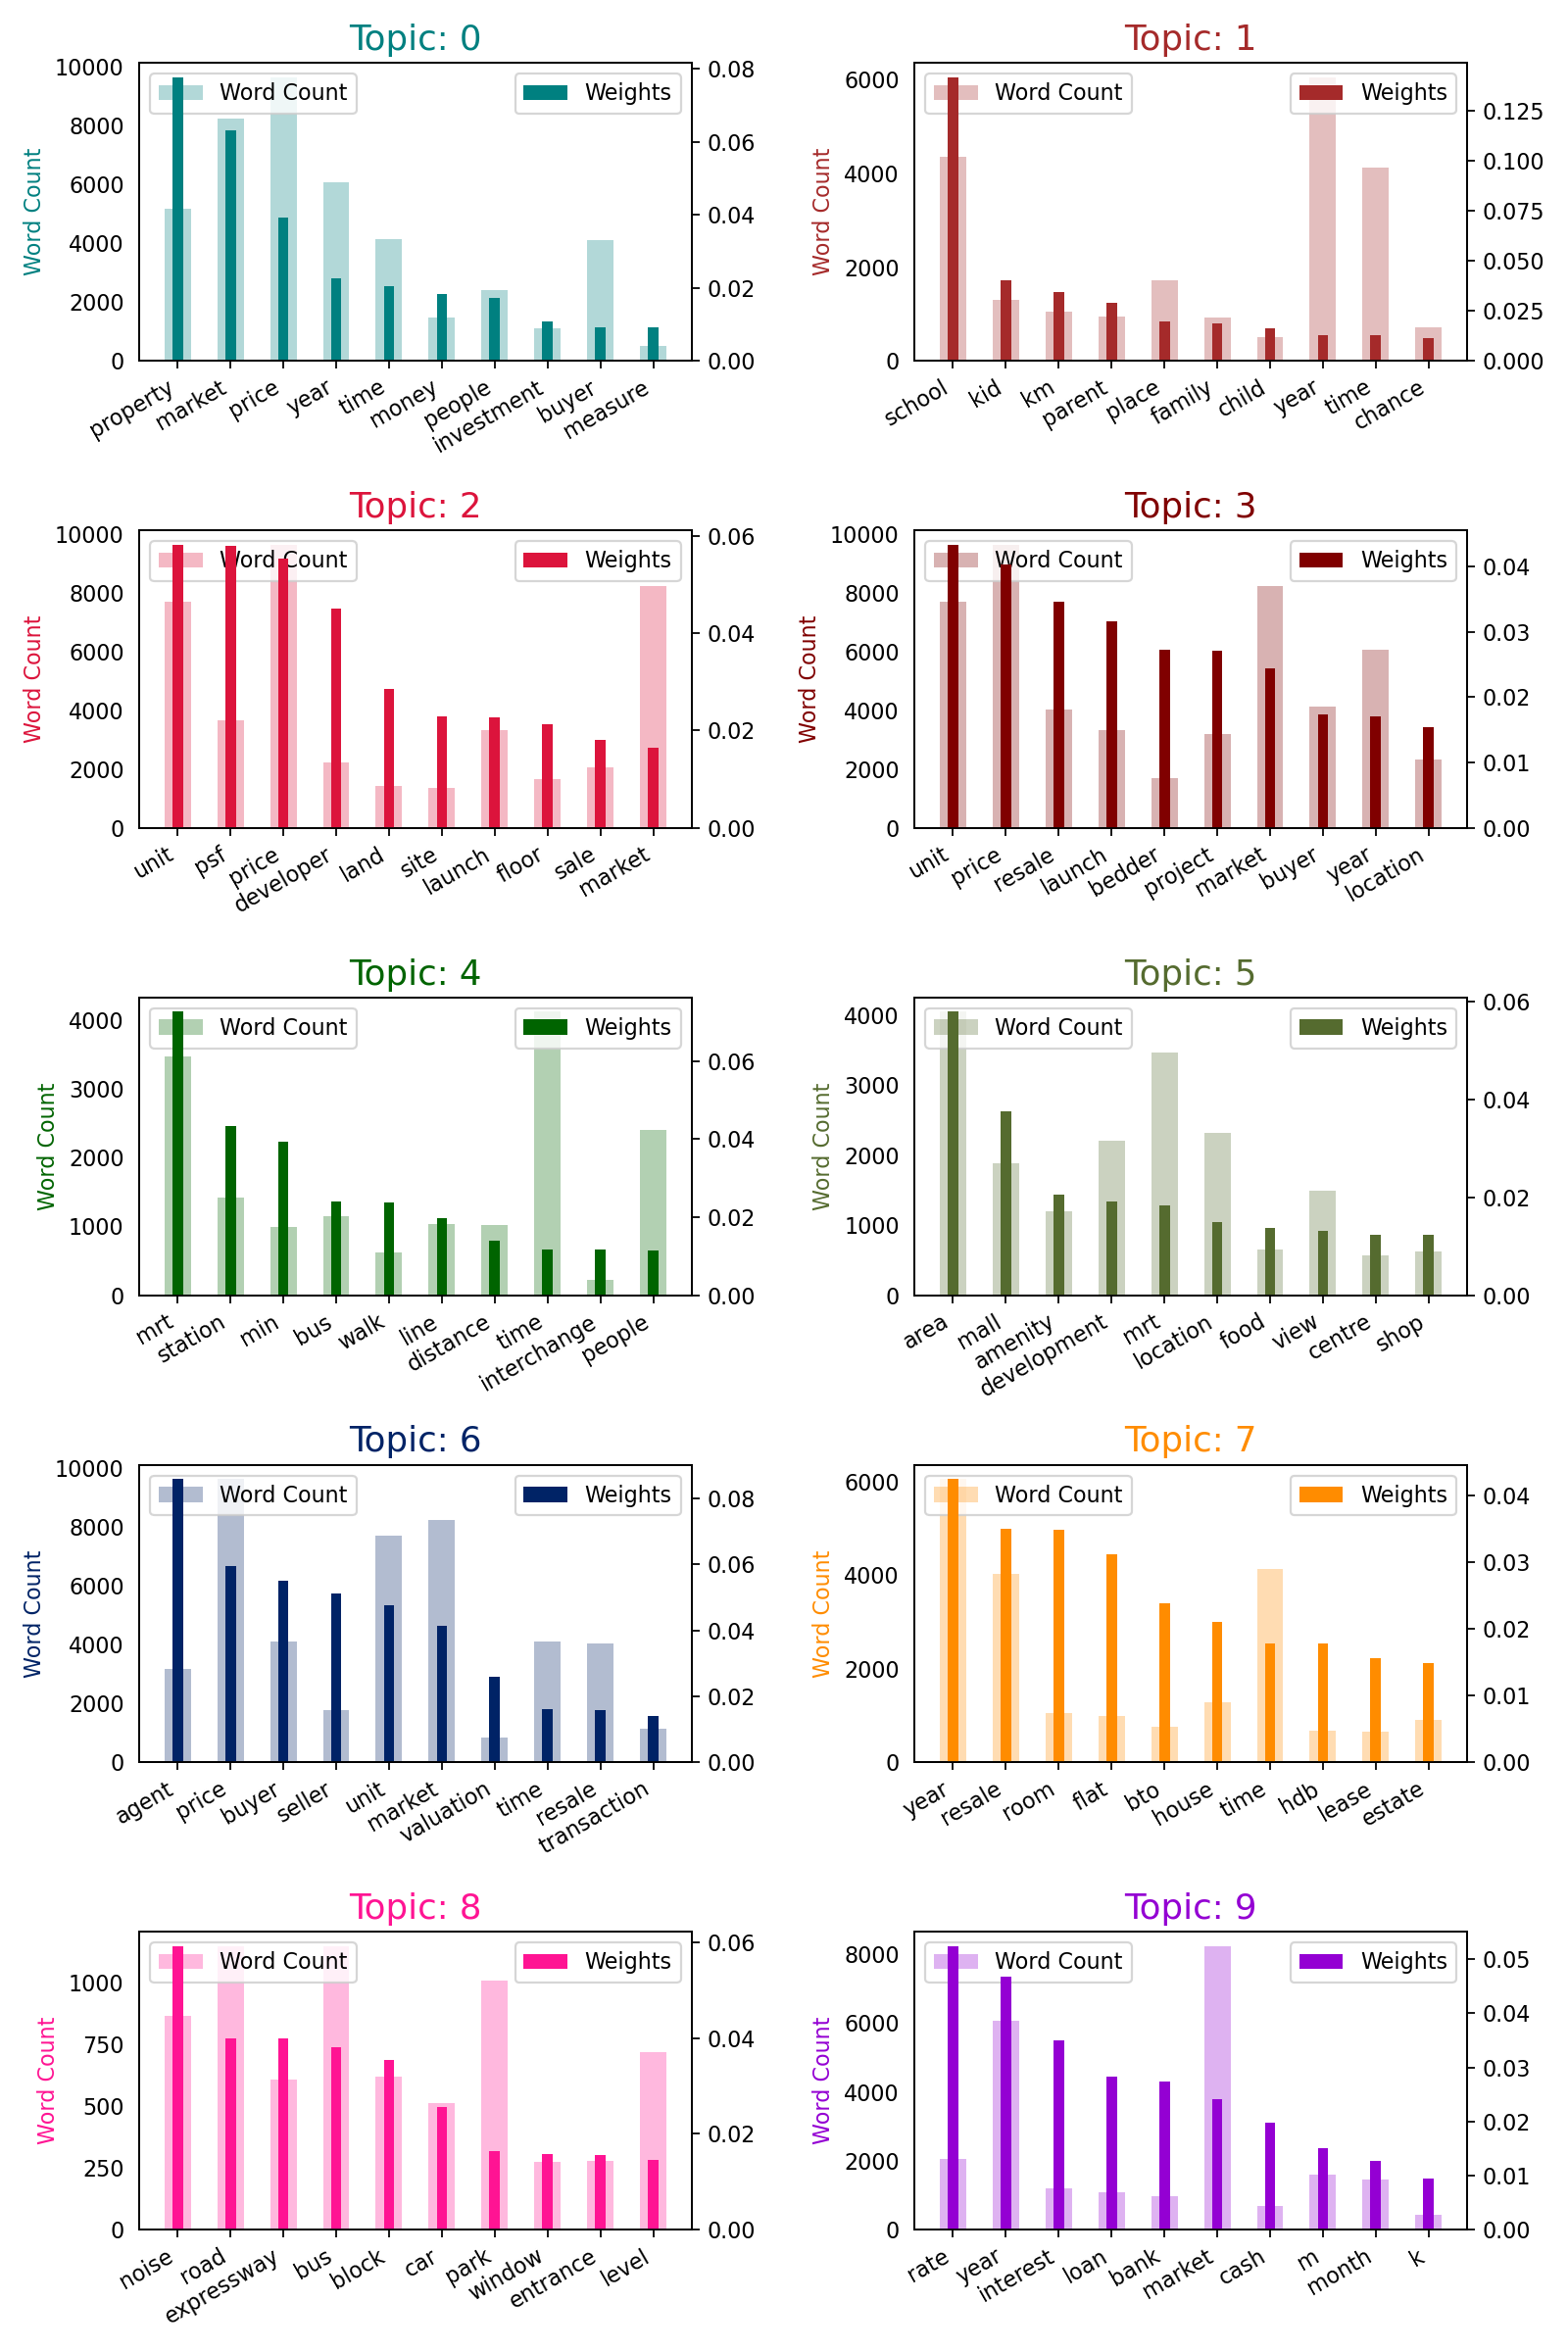 Topic: 0
Word Count
Weights
Word Count
10000
8000
6000
4000
2000
0
0.08
0.06
0.04
0.02
0.00
property
market
price
year
time
money
people
investment
buyer
measure
Topic: 1
Word Count
Weights
Word Count
6000
4000
2000
0
0.125
0.100
0.075
0.050
0.025
0.000
school
kid
km
parent
place
family
child
year
time
chance
Topic: 2
Word Count
Weights
Word Count
10000
8000
6000
4000
2000
0
0.06
0.04
0.02
0.00
unit
psf
price
developer
land
site
launch
floor
sale
market
Topic: 3
Word Count
Weights
Word Count
10000
8000
6000
4000
2000
0
0.04
0.03
0.02
0.01
0.00
unit
price
resale
launch
bedder
project
market
buyer
year
location
Topic: 4
Word Count
Weights
Word Count
4000
3000
2000
1000
0
0.06
0.04
0.02
0.00
mrt
station
min
bus
walk
line
distance
time
interchange
people
Topic: 5
Word Count
Weights
Word Count
4000
3000
2000
1000
0
0.06
0.04
0.02
0.00
area
mall
amenity
development
mrt
location
food
view
centre
shop
Topic: 6
Word Count
Weights
Word Count
10000
8000
6000
4000
2000
0
0.08
0.06
0.04
0.02
0.00
agent
price
buyer
seller
unit
market
valuation
time
resale
transaction
Topic: 7
Word Count
Weights
Word Count
6000
4000
2000
0
0.04
0.03
0.02
0.01
0.00
year
resale
room
flat
bto
house
time
hdb
lease
estate
Topic: 8
Word Count
Weights
Word Count
1000
750
500
250
0
0.06
0.04
0.02
0.00
noise
road
expressway
bus
block
car
park
window
entrance
level
Topic: 9
Word Count
Weights
Word Count
8000
6000
4000
2000
0
0.05
0.04
0.03
0.02
0.01
0.00
rate
year
interest
loan
bank
market
cash
m
month
k